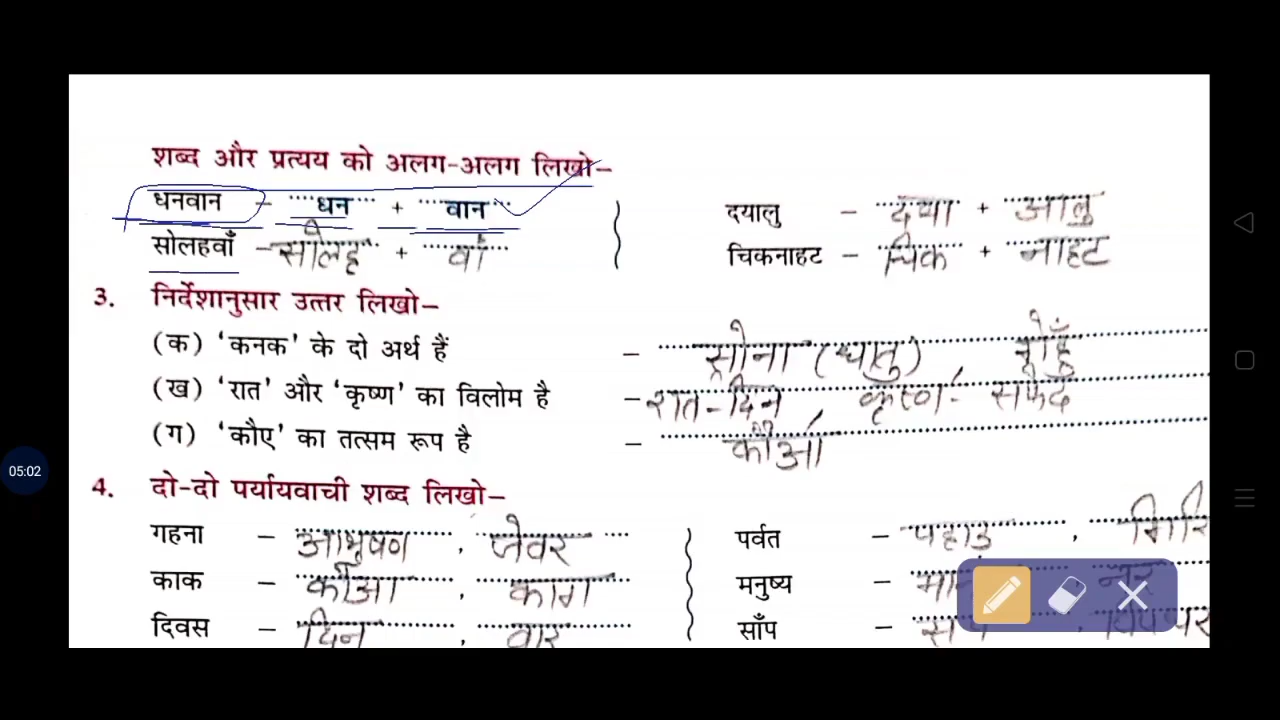 शब्द और प्रत्यय को अलग-अलग लिखो–
धनवान – धन + वान दयालु – दया + आलु
सोलहवाँ – सोलह + वाँ चिकनाहट – चिक + नाहट
3. निर्देशानुसार उत्तर लिखो–
(क) ‘कनक’ के दो अर्थ हैं – सोना (धातु) ,
(ख) ‘रात’ और ‘कृष्ण’ का विलोम है – रात-दिन , कृष्ण- सफेद
(ग) ‘कौए’ का तत्सम रूप है – कौआ
4. दो-दो पर्यायवाची शब्द लिखो–
गहना – आभूषण , जेवर पर्वत – पहाड़ , गिरि
काक – कौआ , काग मनुष्य – नर
दिवस – दिन , वार साँप –
05:02